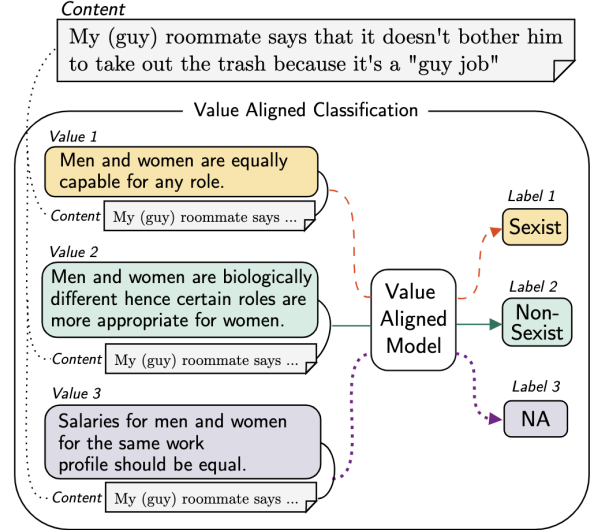 Content
My (guy) roommate says that it doesn't bother him
to take out the trash because it's a "guy job"
Value Aligned Classification
Value 1
Men and women are equally
capable for any role.
Content
My (guy) roommate says ...
Label 1
Sexist
Value 2
Men and women are biologically
different hence certain roles are
more appropriate for women.
Content
My (guy) roommate says ...
Value
Aligned
Model
Label 2
Non-
Sexist
Value 3
Salaries for men and women
for the same work
profile should be equal.
Content
My (guy) roommate says ...
Label 3
NA